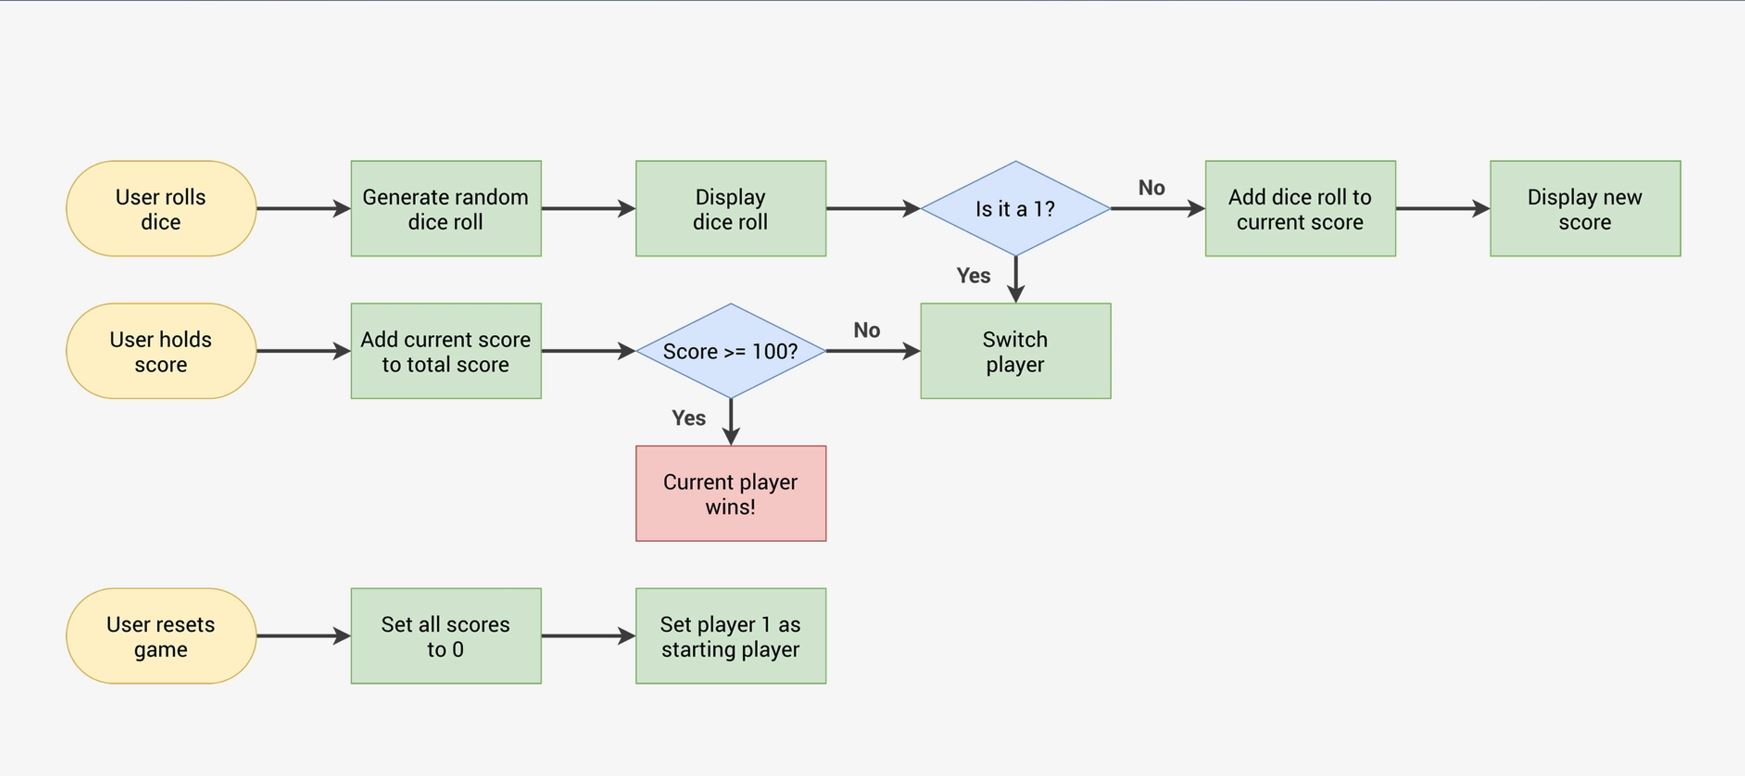 User rolls
dice
Generate random
dice roll
Display
dice roll
Is it a 1?
No
Add dice roll to
current score
Display new
score
Yes
User holds
score
Add current score
to total score
Score >= 100?
No
Switch
player
Yes
Current player
wins!
User resets
game
Set all scores
to 0
Set player 1 as
starting player